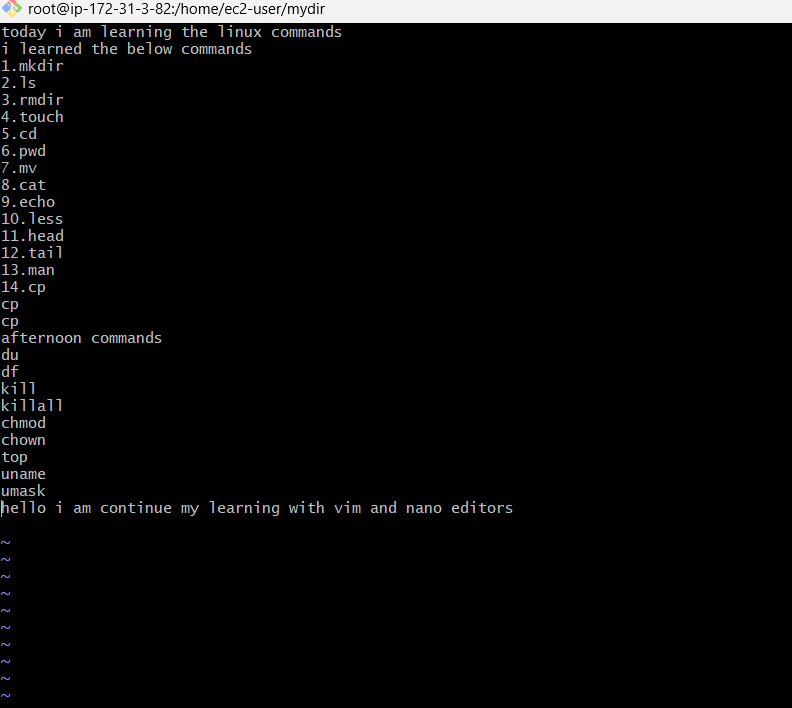 root@ip-172-31-3-82:/home/ec2-user/mydir
today i am learning the linux commands
i learned the below commands
1.mkdir
2.ls
3.rmdir
4.touch
5.cd
6.pwd
7.mv
8.cat
9.echo
10.less
11.head
12.tail
13.man
14.cp
cp
cp
afternoon commands
du
df
kill
killall
chmod
chown
top
uname
umask
hello i am continue my learning with vim and nano editors
~
~
~
~
~
~
~
~
~
~